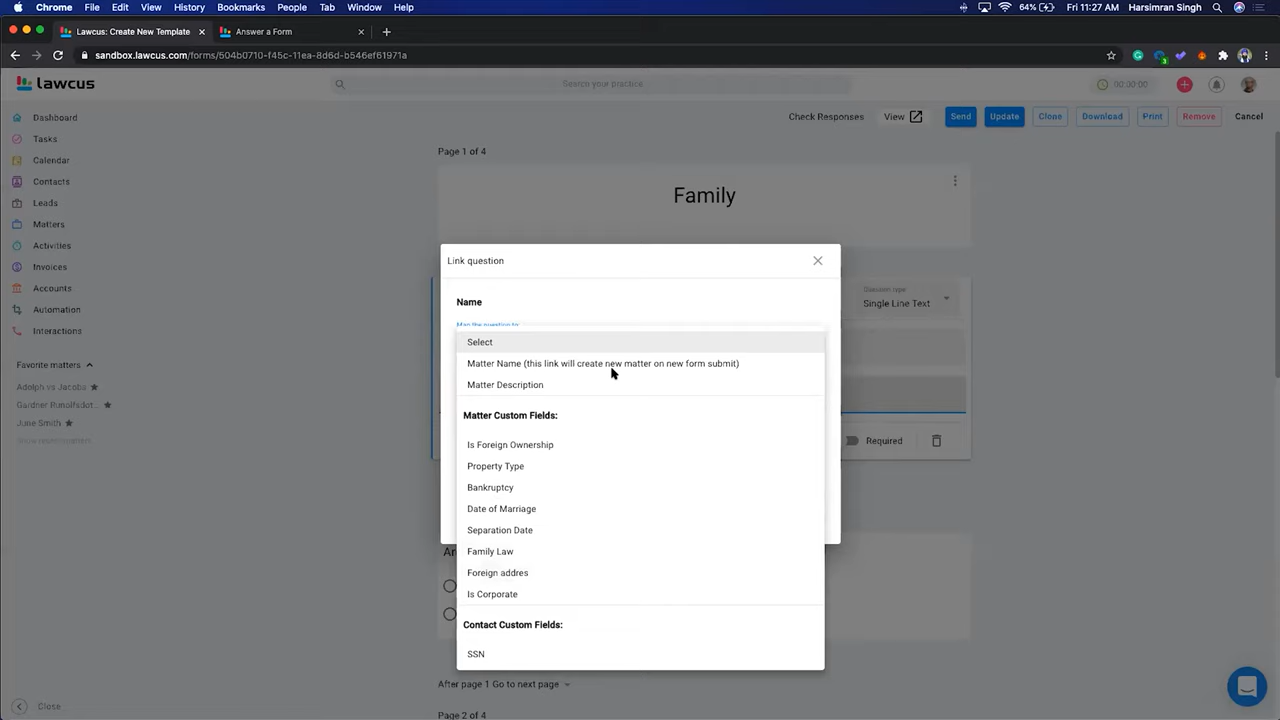 Chrome File Edit View History Bookmarks People Tab Window Help 64% Fri 11:27 AM Harsimran Singh
Lawcus: Create New Template
Answer a Form
sandbox.lawcus.com/forms/504b0710-f45c-11ea-8d6d-b546ef61971a
lawcus
Search your practice
00:00:00
Dashboard
Tasks
Calendar
Contacts
Leads
Matters
Activities
Invoices
Accounts
Automation
Interactions
Favorite matters
Adolph vs Jacobs
Gardner Runolfsdot...
June Smith
Close
Check Responses
View
Send
Update
Clone
Download
Print
Remove
Cancel
Page 1 of 4
Family
Link question
Name
Map the question to:
Select
Matter Name (this link will create new matter on new form submit)
Matter Description
Matter Custom Fields:
Is Foreign Ownership
Property Type
Bankruptcy
Date of Marriage
Separation Date
Family Law
Foreign addres
Is Corporate
Contact Custom Fields:
SSN
Question type
Single Line Text
Required
After page 1 Go to next page
Page 2 of 4